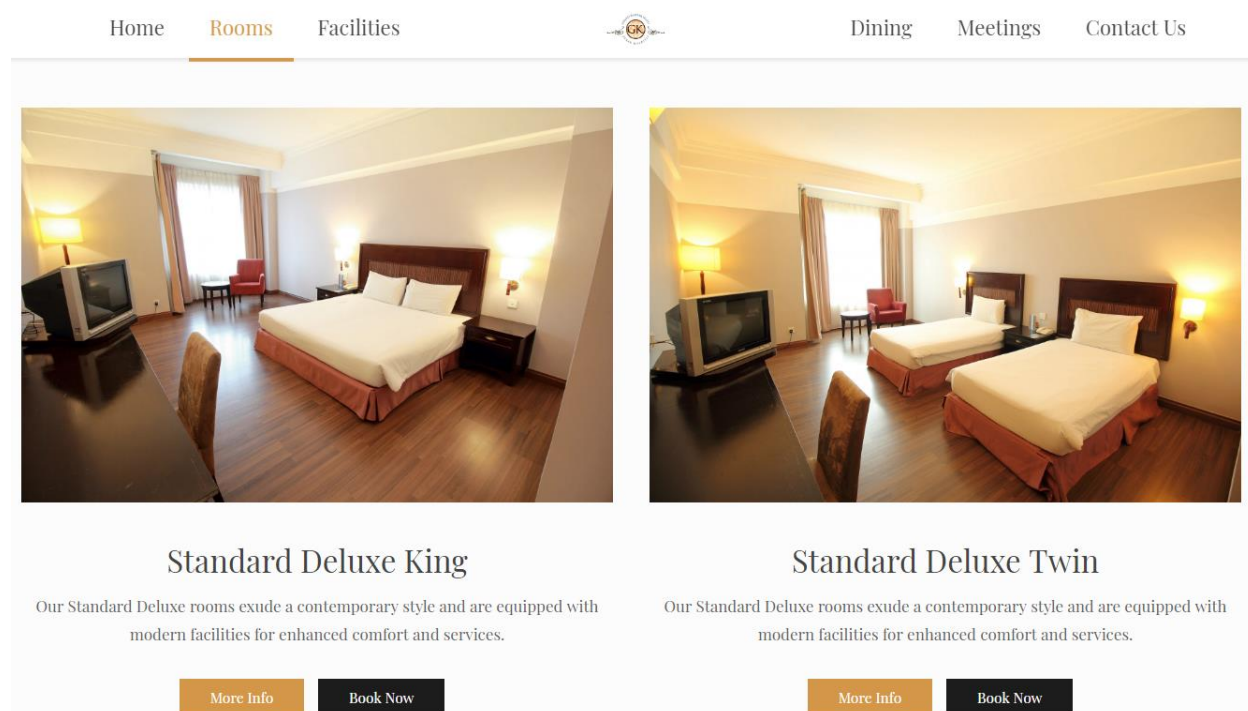 Home
Rooms
Facilities
GK
Dining
Meetings
Contact Us
Standard Deluxe King
Our Standard Deluxe rooms exude a contemporary style and are equipped with
modern facilities for enhanced comfort and services.
More Info
Book Now
Standard Deluxe Twin
Our Standard Deluxe rooms exude a contemporary style and are equipped with
modern facilities for enhanced comfort and services.
More Info
Book Now